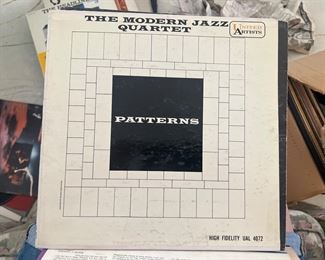 THE MODERN JAZZ
QUARTET
UNITED
ARTISTS
PATTERNS
HIGH FIDELITY UAL 4072